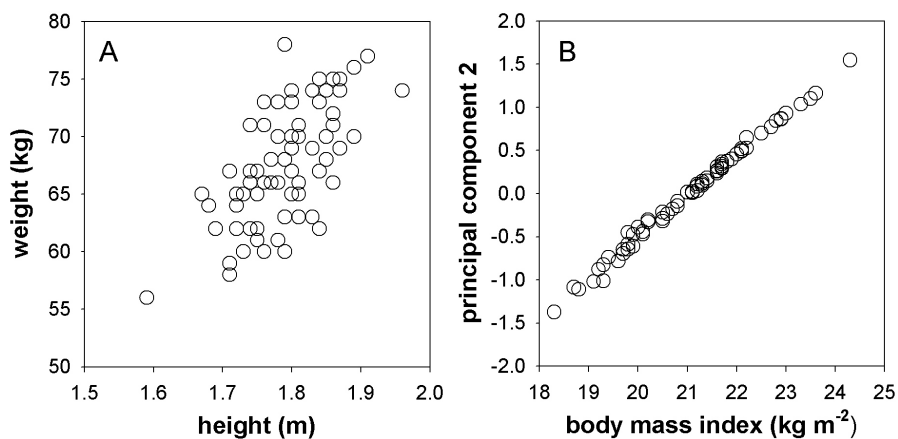 A
80
75
70
65
60
55
50
weight (kg)
1.5 1.6 1.7 1.8 1.9 2.0
height (m)
B
1.5
1.0
0.5
0.0
-0.5
-1.0
-1.5
-2.0
2.0
principal component 2
18 19 20 21 22 23 24 25
body mass index (kg m⁻²)